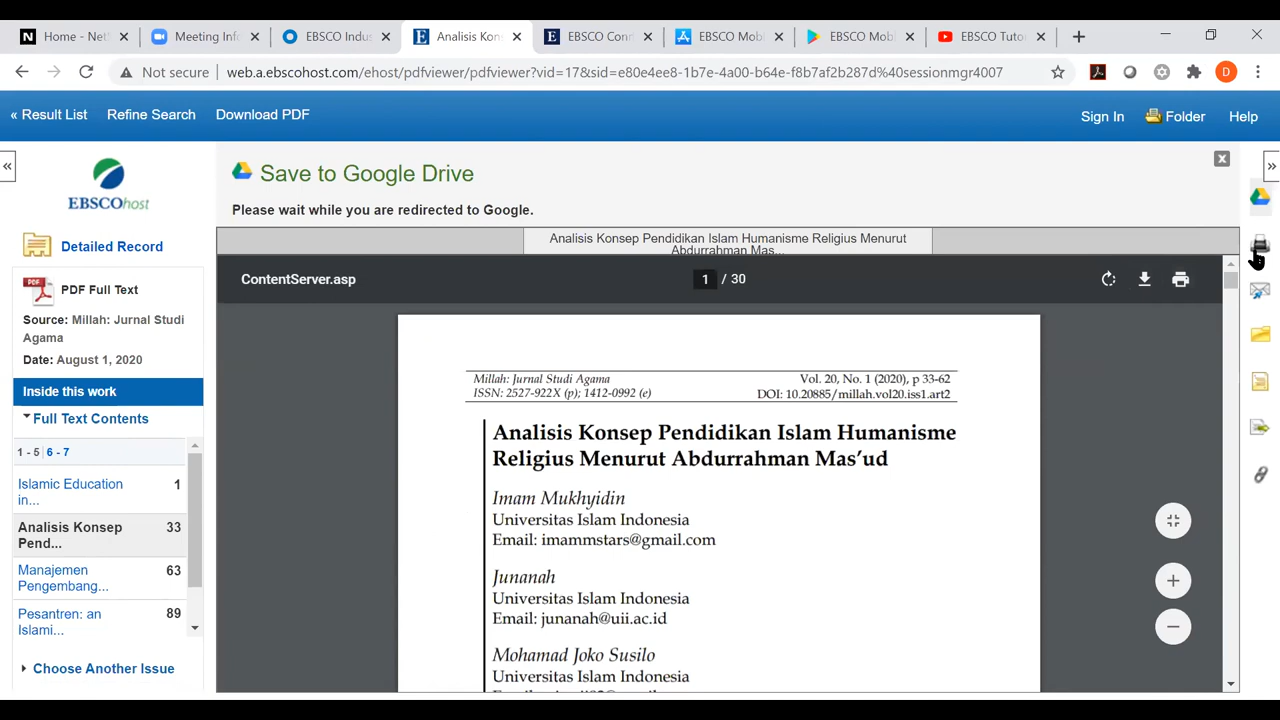 Home - Net
Meeting Info
EBSCO Indus
Analisis Kon
EBSCO Conn
EBSCO Mobi
EBSCO Mobi
EBSCO Tuto
Not secure
web.a.ebscohost.com/ehost/pdfviewer/pdfviewer?vid=17&sid=e80e4ee8-1b7e-4a00-b64e-f8b7af2b287d%40sessionmgr4007
D
« Result List
Refine Search
Download PDF
Sign In
Folder
Help
«
»
EBSCOhost
Save to Google Drive
Please wait while you are redirected to Google.
Detailed Record
Analisis Konsep Pendidikan Islam Humanisme Religius Menurut
Abdurrahman Mas...
PDF
PDF Full Text
Source: Millah: Jurnal Studi
Agama
Date: August 1, 2020
Inside this work
Full Text Contents
1 - 5 | 6 - 7
Islamic Education 1
in...
Analisis Konsep 33
Pend...
Manajemen 63
Pengembang...
Pesantren: an 89
Islami...
Choose Another Issue
ContentServer.asp
1 / 30
Millah: Jurnal Studi Agama
Vol. 20, No. 1 (2020), p 33-62
ISSN: 2527-922X (p); 1412-0992 (e)
DOI: 10.20885/millah.vol20.iss1.art2
Analisis Konsep Pendidikan Islam Humanisme
Religius Menurut Abdurrahman Mas’ud
Imam Mukhyidin
Universitas Islam Indonesia
Email: imammstars@gmail.com
Junanah
Universitas Islam Indonesia
Email: junanah@uii.ac.id
Mohamad Joko Susilo
Universitas Islam Indonesia